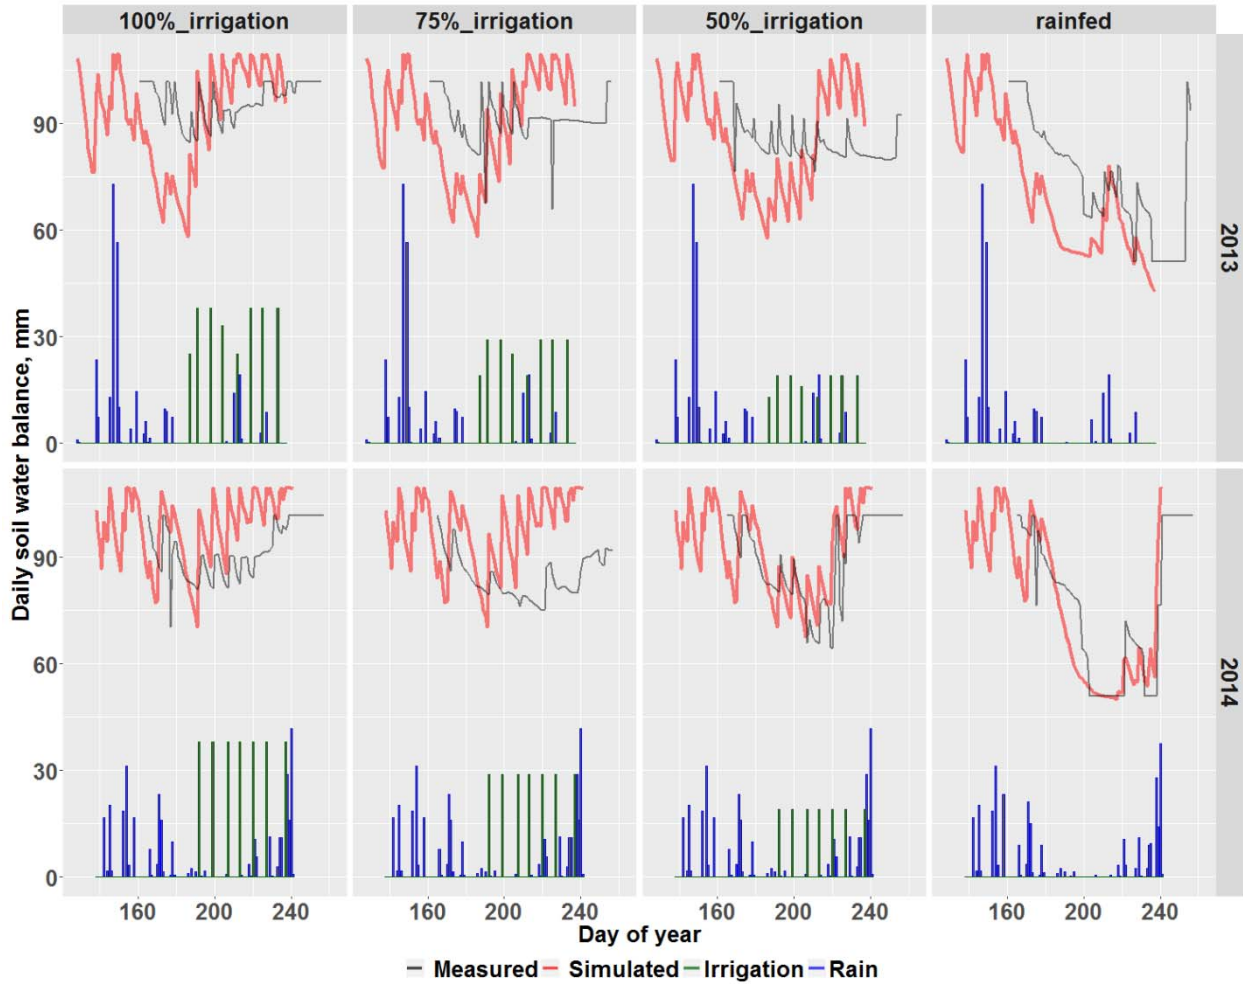 100%_irrigation 75%_irrigation 50%_irrigation rainfed
Daily soil water balance, mm
90
60
30
0
2013
90
60
30
0
2014
160 200 240 160 200 240 160 200 240 160 200 240
Day of year
Measured Simulated Irrigation Rain